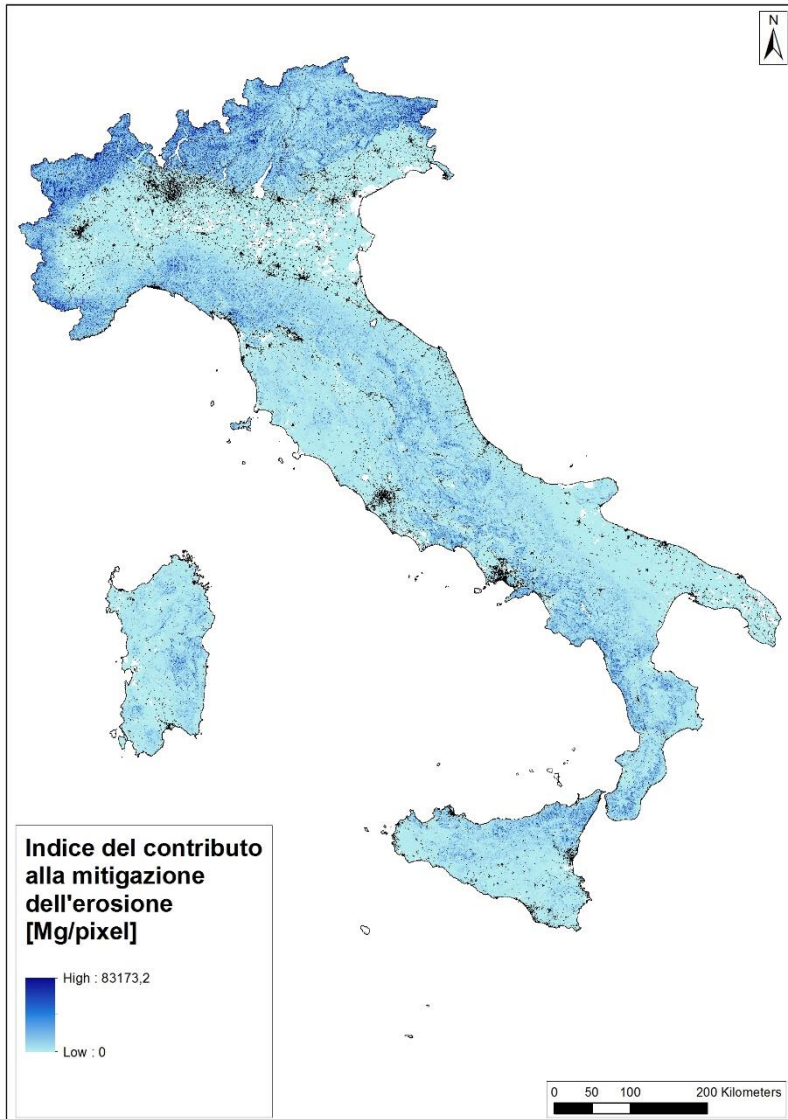 N
Indice del contributo
alla mitigazione
dell'erosione
[Mg/pixel]
High : 83173,2
Low : 0
0 50 100 200 Kilometers